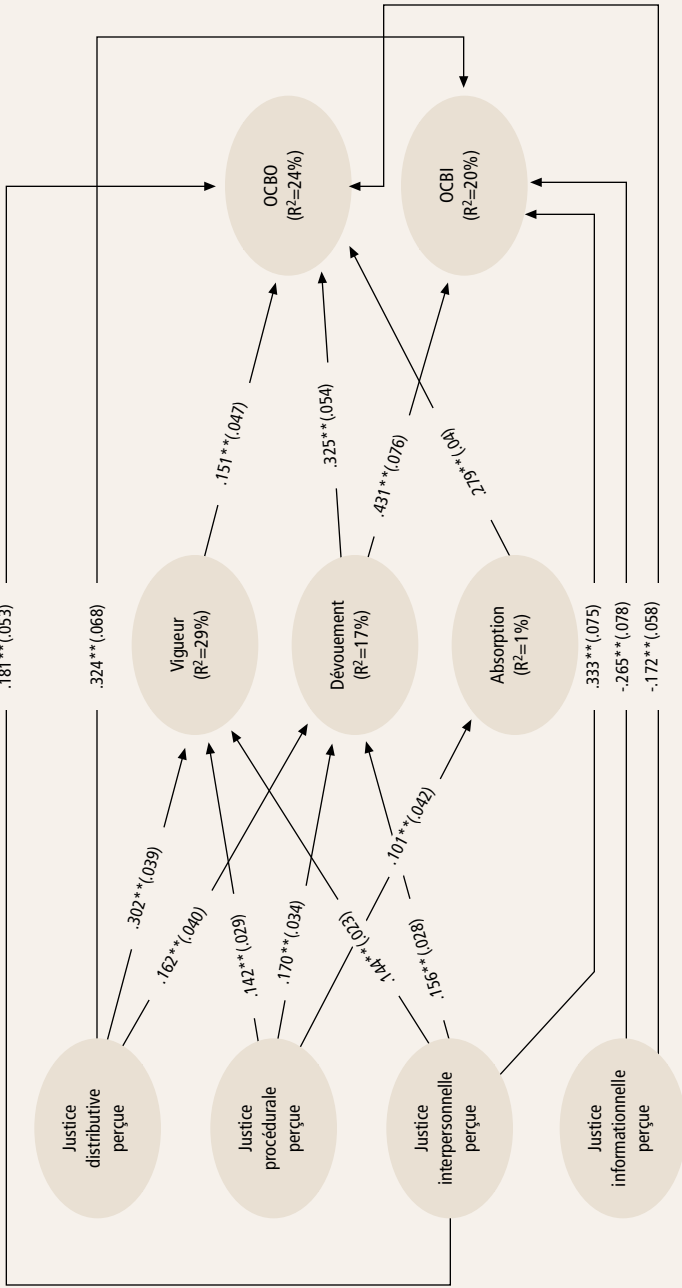 .181**(.053)
.324**(.068)
Justice
distributive
perçue
Justice
procédurale
perçue
Justice
interpersonnelle
perçue
Justice
informationnelle
perçue
.302**(.039)
.162**(.040)
.142**(.029)
.170**(.034)
.101**(.042)
.144**(.023)
.156**(.028)
Vigueur
(R²=29%)
Dévouement
(R²=17%)
Absorption
(R²=1%)
.151**(.047)
.325**(.054)
.431**(.076)
.279**(.04)
OCBO
(R²=24%)
OCBI
(R²=20%)
.333**(.075)
-.265**(.078)
-.172**(.058)